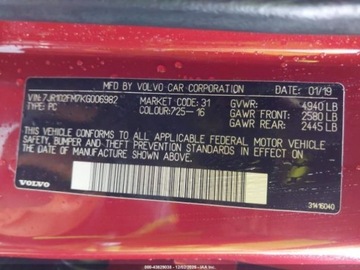 MFD BY VOLVO CAR CORPORATION 01/19
VIN: 7JR102FM7KG006982 MARKET CODE: 31 GVWR: 4940 LB
TYPE: PC COLOUR: 725-16 GAWR FRONT: 2580 LB
GAWR REAR: 2445 LB
THIS VEHICLE CONFORMS TO ALL APPLICABLE FEDERAL MOTOR VEHICLE
SAFETY, BUMPER AND THEFT PREVENTION STANDARDS IN EFFECT ON THE
DATE OF MANUFACTURE SHOWN ABOVE.
VOLVO
31416040